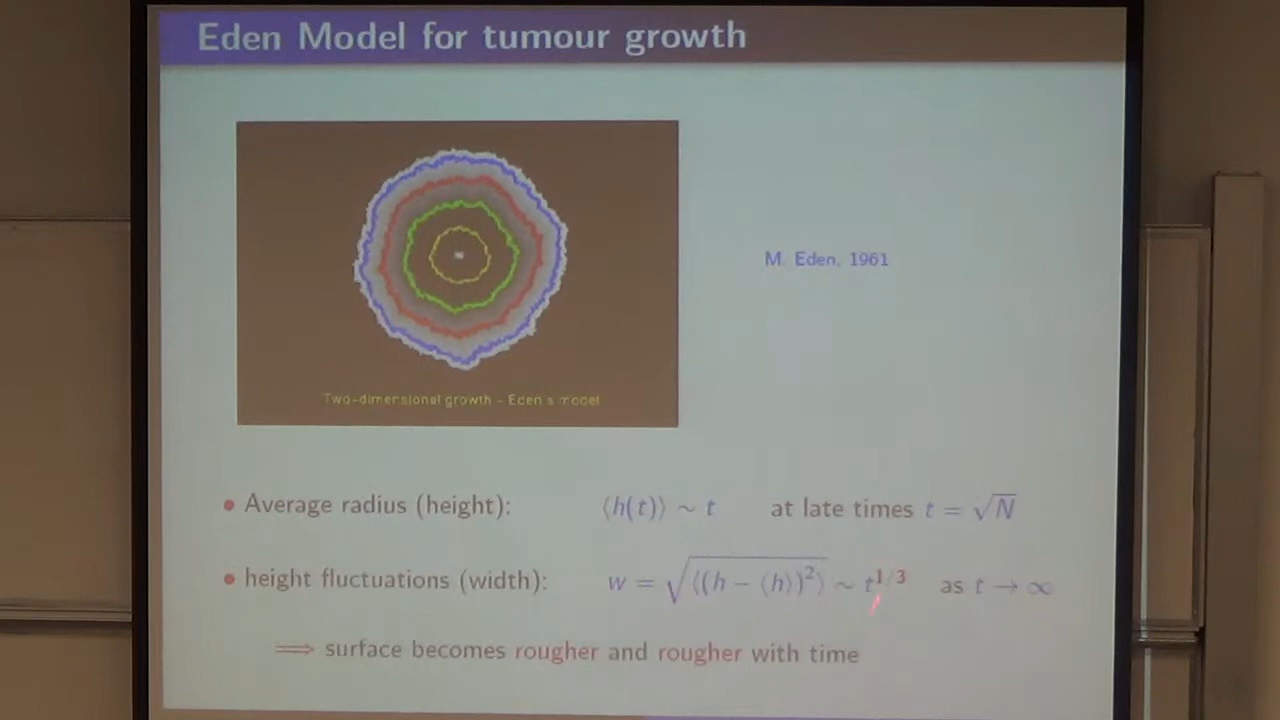 Eden Model for tumour growth
Two-dimensional growth - Eden's model
M. Eden, 1961
• Average radius (height): ⟨h(t)⟩ ~ t at late times t = √N
• height fluctuations (width): w = √⟨(h − ⟨h⟩)²⟩ ~ t^{1/3} as t → ∞
⟹ surface becomes rougher and rougher with time